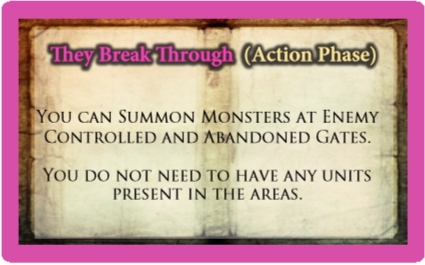 They Break Through (Action Phase)
You can Summon Monsters at Enemy
Controlled and Abandoned Gates.
You do not need to have any units
present in the areas.